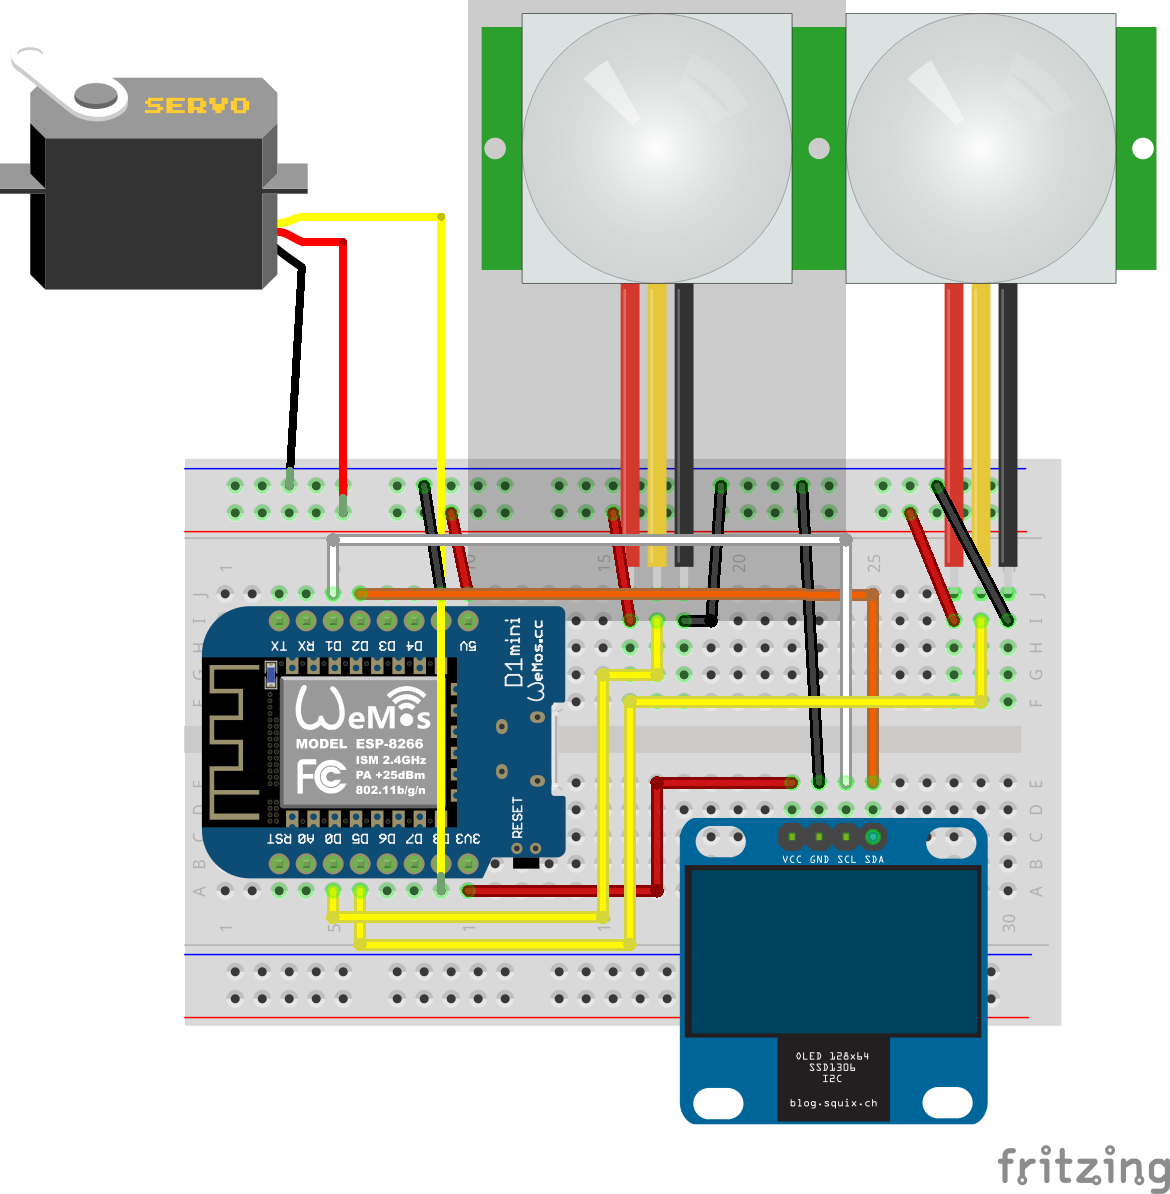 SERVO
1
10
15
20
25
J
J
I
I
H
H
G
G
F
F
TX RX D1 D2 D3 D4 5V
D1 mini
WeMos.cc
WeMos
MODEL ESP-8266
ISM 2.4GHz
PA +25dBm
802.11b/g/n
FC
RESET
RST A0 D0 D5 D6 D7 D8 3V3
E
E
D
D
C
C
B
B
A
A
1
5
30
VCC GND SCL SDA
OLED 128x64
SSD1306
I2C
blog.squix.ch
fritzing